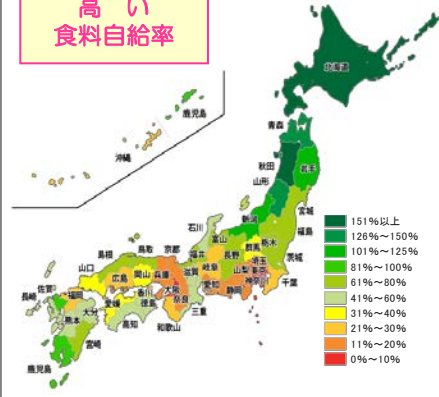 高い
食料自給率
北海道
鹿児島
青森
沖縄
秋田
岩手
山形
石川
新潟
宮城
富山
福島
鳥取
京都
福井
群馬
栃木
島根
長野
茨城
山口
広島
岡山
兵庫
滋賀
岐阜
山梨
埼玉
東京
佐賀
福岡
香川
大阪
愛知
静岡
神奈川
千葉
長崎
大分
愛媛
徳島
奈良
熊本
高知
三重
和歌山
宮崎
鹿児島
151%以上
126%～150%
101%～125%
81%～100%
61%～80%
41%～60%
31%～40%
21%～30%
11%～20%
0%～10%